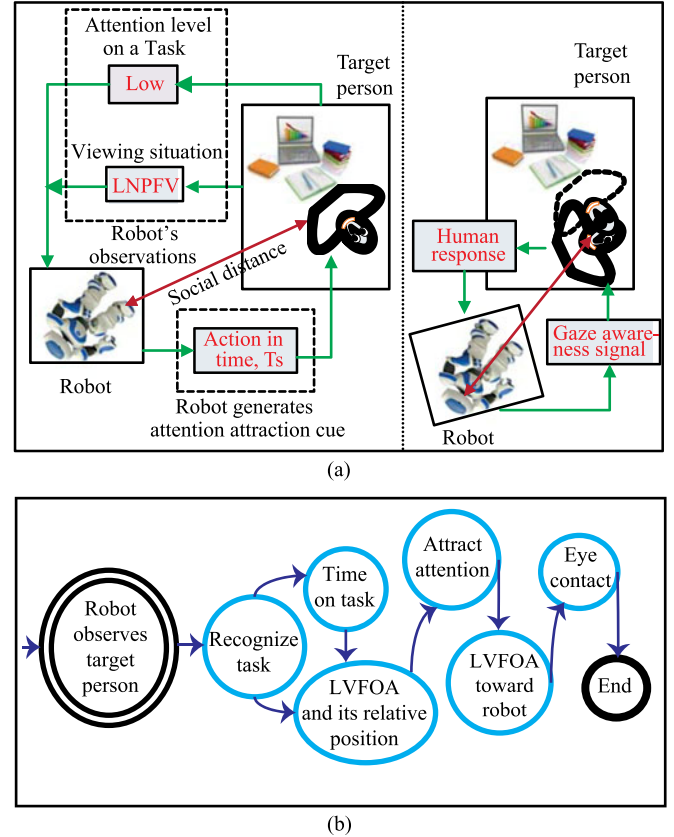 Attention level
on a Task
Low
Viewing situation
LNPFV
Robot's
observations
Target
person
Social distance
Robot
Action in
time, Ts
Robot generates
attention attraction cue
Target
person
Human
response
Gaze aware-
ness signal
Robot
(a)
Robot
observes
target
person
Recognize
task
Time
on task
LVFOA
and its relative
position
Attract
attention
LVFOA
toward
robot
Eye
contact
End
(b)